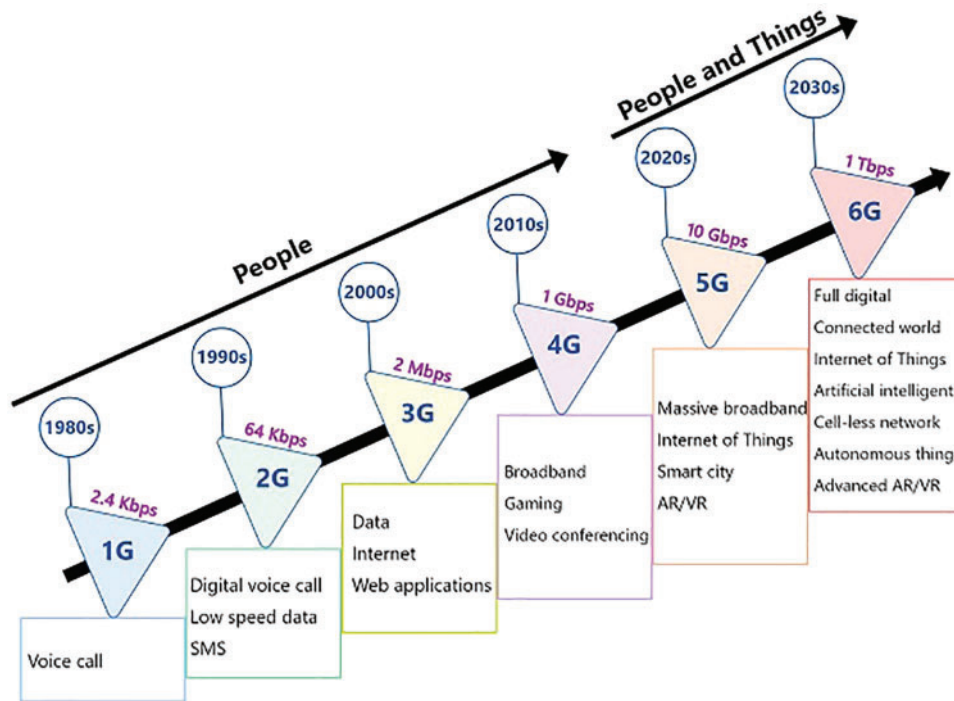 People
People and Things
1980s
2.4 Kbps
1G
Voice call
1990s
64 Kbps
2G
Digital voice call
Low speed data
SMS
2000s
2 Mbps
3G
Data
Internet
Web applications
2010s
1 Gbps
4G
Broadband
Gaming
Video conferencing
2020s
10 Gbps
5G
Massive broadband
Internet of Things
Smart city
AR/VR
2030s
1 Tbps
6G
Full digital
Connected world
Internet of Things
Artificial intelligent
Cell-less network
Autonomous thing
Advanced AR/VR